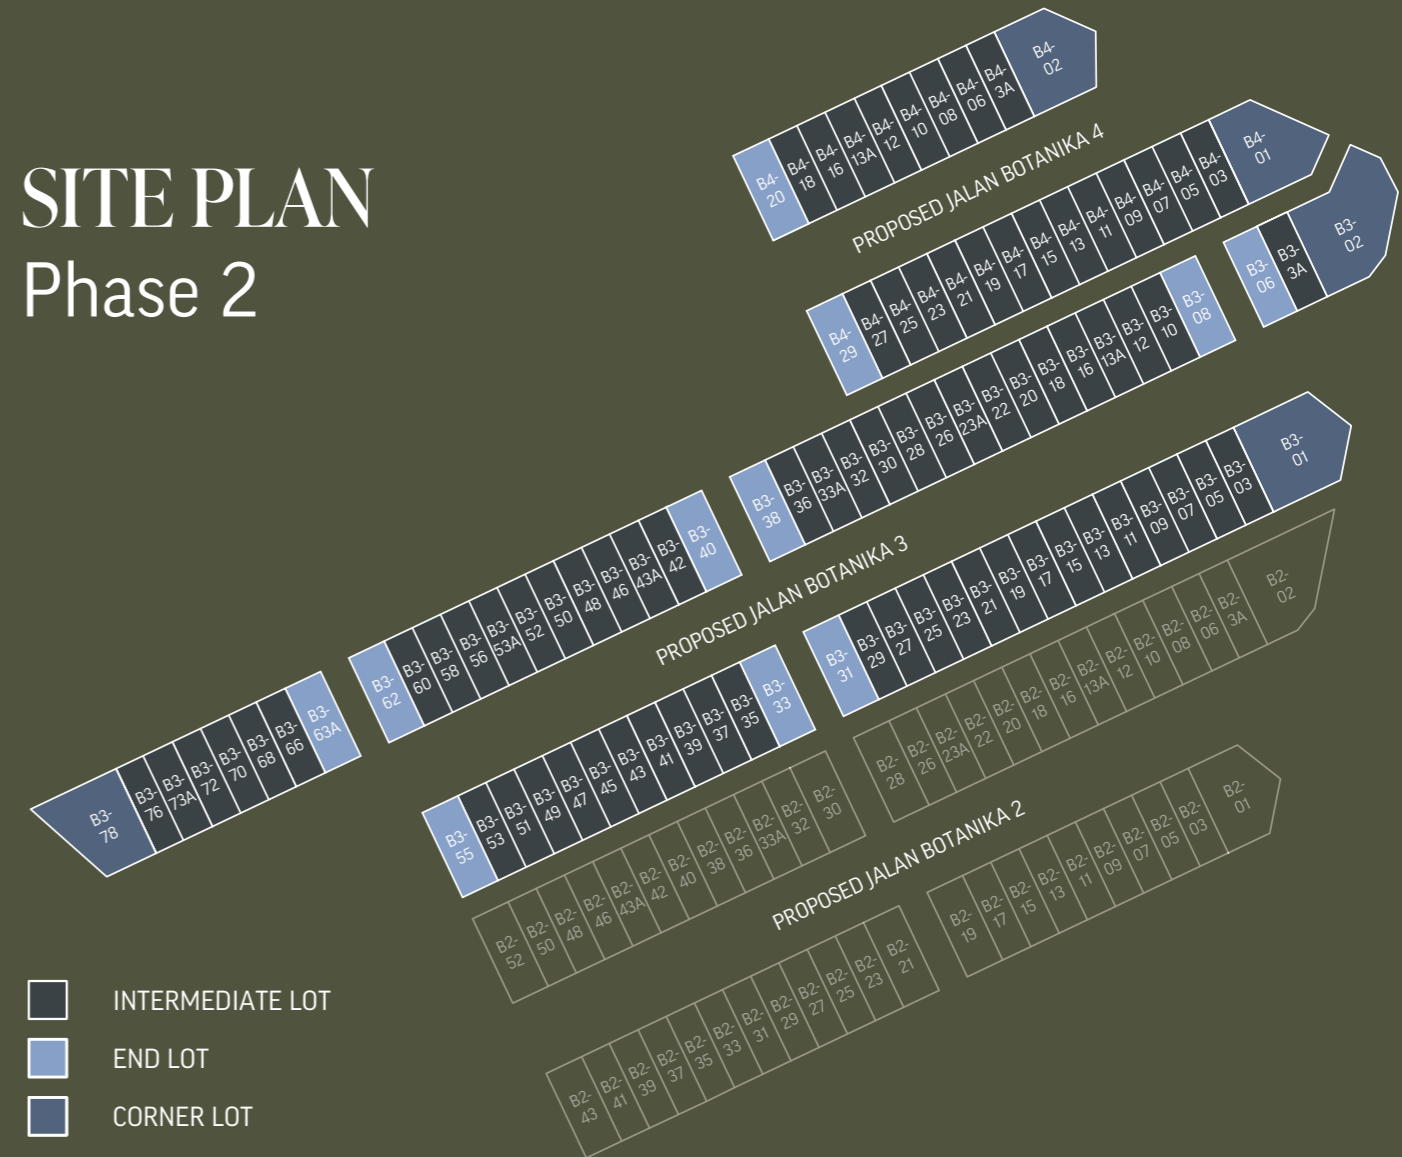 SITE PLAN
Phase 2
B4-
20
B4-
18
B4-
16
B4-
13A
B4-
12
B4-
10
B4-
08
B4-
06
B4-
3A
B4-
02
PROPOSED JALAN BOTANIKA 4
B4-
29
B4-
27
B4-
25
B4-
23
B4-
21
B4-
19
B4-
17
B4-
15
B4-
13
B4-
11
B4-
09
B4-
07
B4-
05
B4-
03
B4-
01
B3-
78
B3-
76
B3-
73A
B3-
72
B3-
70
B3-
68
B3-
66
B3-
63A
B3-
62
B3-
60
B3-
58
B3-
56
B3-
53A
B3-
52
B3-
50
B3-
48
B3-
46
B3-
43A
B3-
42
B3-
40
B3-
38
B3-
36
B3-
33A
B3-
32
B3-
30
B3-
28
B3-
26
B3-
23A
B3-
22
B3-
20
B3-
18
B3-
16
B3-
13A
B3-
12
B3-
10
B3-
08
B3-
06
B3-
3A
B3-
02
PROPOSED JALAN BOTANIKA 3
B3-
55
B3-
53
B3-
51
B3-
49
B3-
47
B3-
45
B3-
43
B3-
41
B3-
39
B3-
37
B3-
35
B3-
33
B3-
31
B3-
29
B3-
27
B3-
25
B3-
23
B3-
21
B3-
19
B3-
17
B3-
15
B3-
13
B3-
11
B3-
09
B3-
07
B3-
05
B3-
03
B3-
01
B2-
52
B2-
50
B2-
48
B2-
46
B2-
43A
B2-
42
B2-
40
B2-
38
B2-
36
B2-
33A
B2-
32
B2-
30
B2-
28
B2-
26
B2-
23A
B2-
22
B2-
20
B2-
18
B2-
16
B2-
13A
B2-
12
B2-
10
B2-
08
B2-
06
B2-
3A
B2-
02
PROPOSED JALAN BOTANIKA 2
B2-
43
B2-
41
B2-
39
B2-
37
B2-
35
B2-
33
B2-
31
B2-
29
B2-
27
B2-
25
B2-
23
B2-
21
B2-
19
B2-
17
B2-
15
B2-
13
B2-
11
B2-
09
B2-
07
B2-
05
B2-
03
B2-
01
INTERMEDIATE LOT
END LOT
CORNER LOT